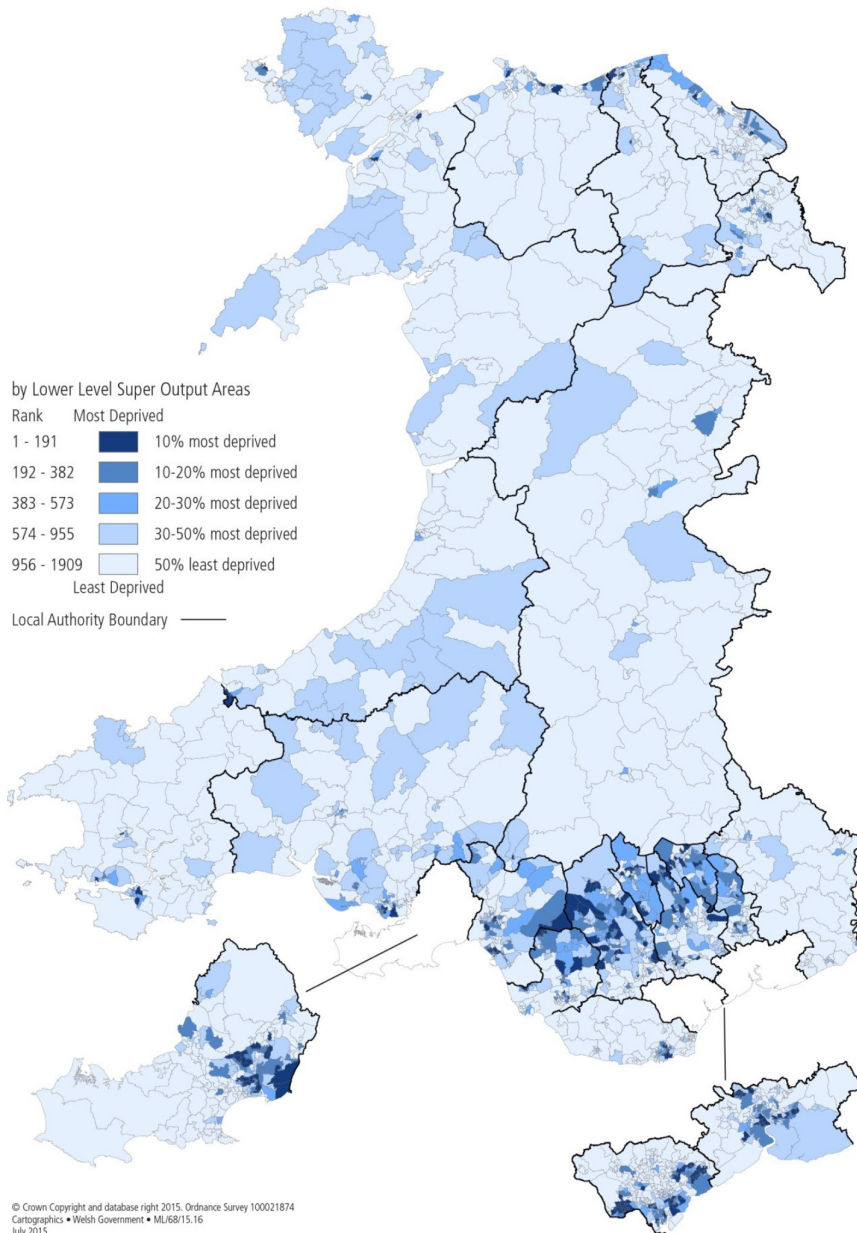 by Lower Level Super Output Areas
Rank Most Deprived
1 - 191 10% most deprived
192 - 382 10-20% most deprived
383 - 573 20-30% most deprived
574 - 955 30-50% most deprived
956 - 1909 50% least deprived
Least Deprived
Local Authority Boundary
© Crown Copyright and database right 2015. Ordnance Survey 100021874
Cartographics • Welsh Government • ML/68/15.16
July 2015